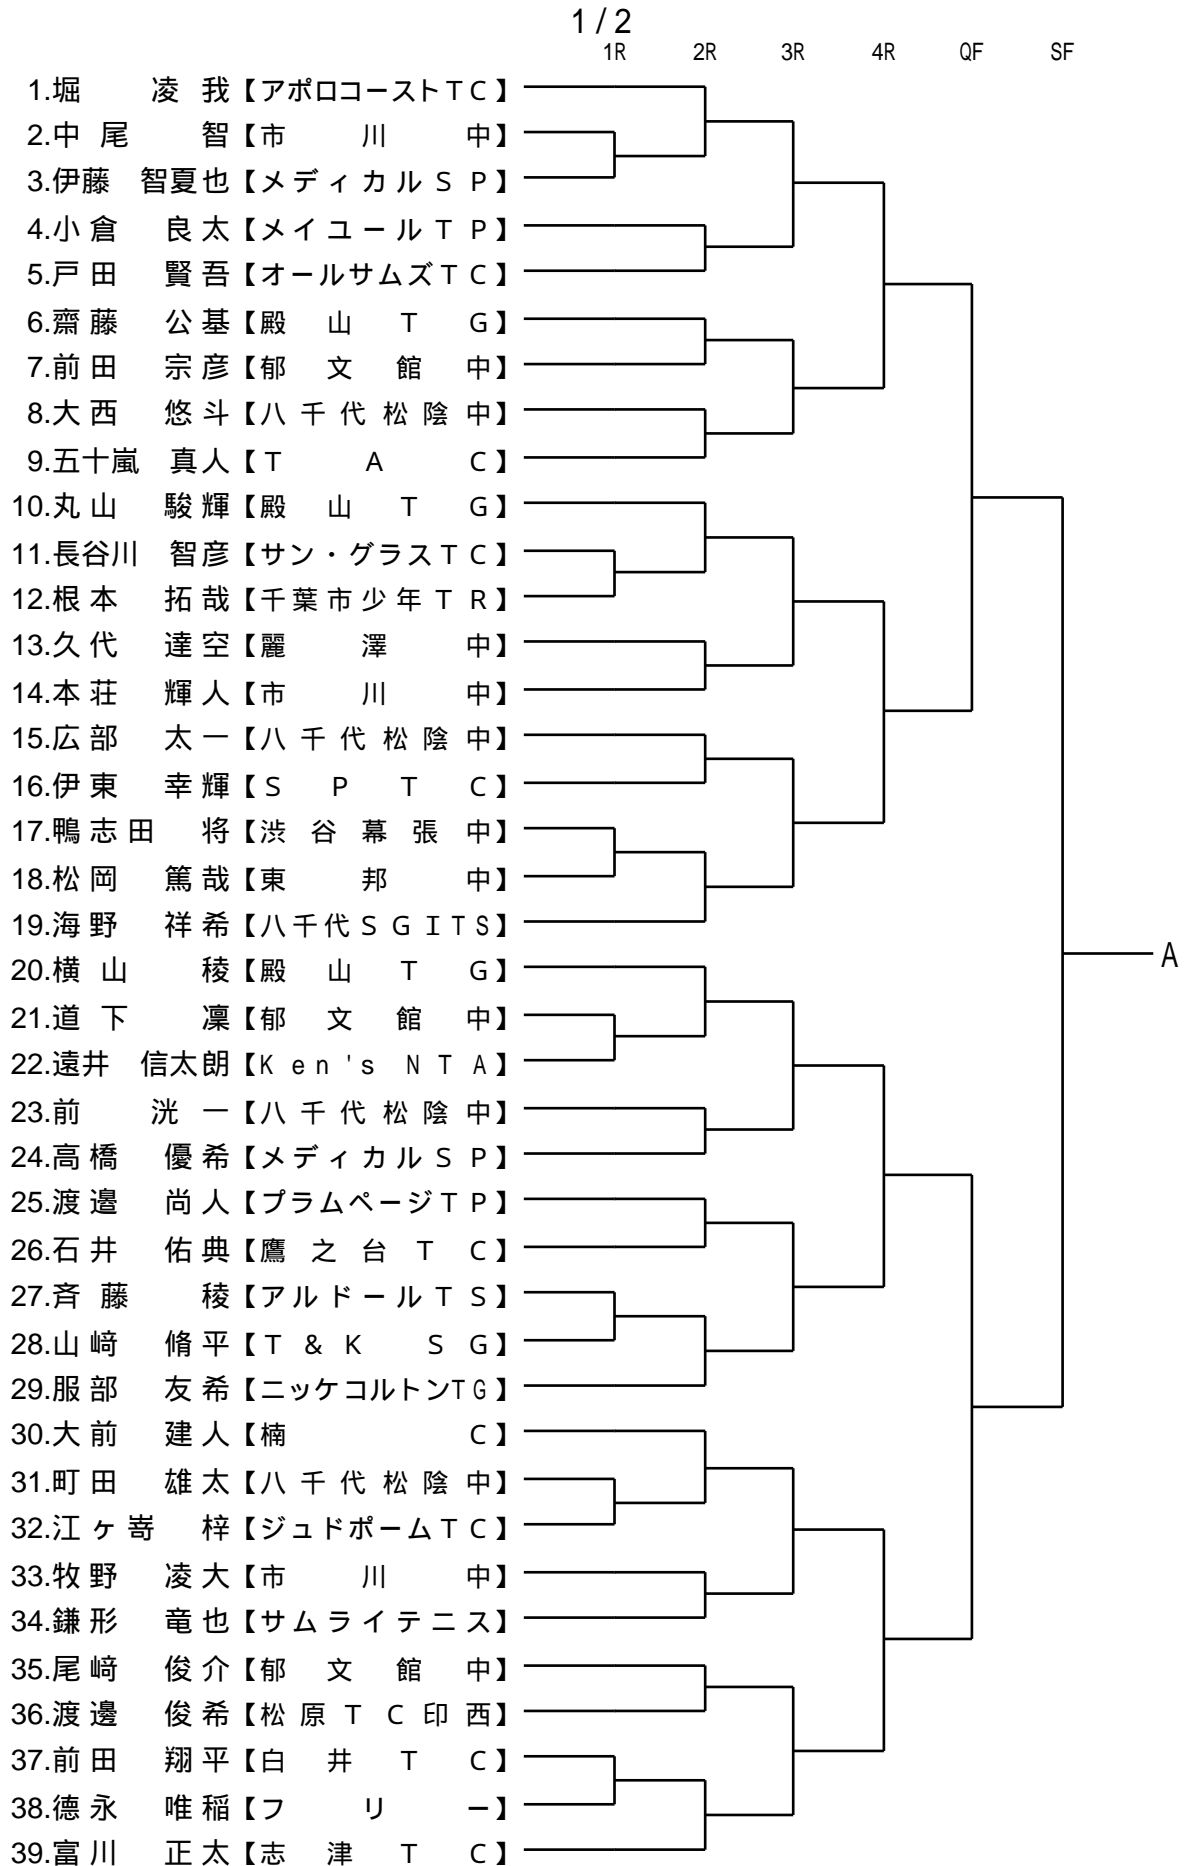 1 / 2
1R 2R 3R 4R QF SF
1.堀 凌我【アポロコーストＴＣ】
2.中尾 智【市川中】
3.伊藤 智夏也【メディカルＳＰ】
4.小倉 良太【メイユールＴＰ】
5.戸田 賢吾【オールサムズＴＣ】
6.齋藤 公基【殿山ＴＧ】
7.前田 宗彦【郁文館中】
8.大西 悠斗【八千代松陰中】
9.五十嵐 真人【ＴＡＣ】
10.丸山 駿輝【殿山ＴＧ】
11.長谷川 智彦【サン・グラスＴＣ】
12.根本 拓哉【千葉市少年ＴＲ】
13.久代 達空【麗澤中】
14.本荘 輝人【市川中】
15.広部 太一【八千代松陰中】
16.伊東 幸輝【ＳＰＴＣ】
17.鴨志田 将【渋谷幕張中】
18.松岡 篤哉【東邦中】
19.海野 祥希【八千代ＳＧＩＴＳ】
20.横山 稜【殿山ＴＧ】
A
21.道下 凜【郁文館中】
22.遠井 信太朗【Ken's NTA】
23.前 洸一【八千代松陰中】
24.高橋 優希【メディカルＳＰ】
25.渡邉 尚人【プラムページＴＰ】
26.石井 佑典【鷹之台ＴＣ】
27.斉藤 稜【アルドールＴＳ】
28.山﨑 脩平【Ｔ＆Ｋ ＳＧ】
29.服部 友希【ニッケコルトンTG】
30.大前 建人【楠Ｃ】
31.町田 雄太【八千代松陰中】
32.江ヶ嵜 梓【ジュドポームＴＣ】
33.牧野 凌大【市川中】
34.鎌形 竜也【サムライテニス】
35.尾﨑 俊介【郁文館中】
36.渡邊 俊希【松原ＴＣ印西】
37.前田 翔平【白井ＴＣ】
38.德永 唯稲【フリー】
39.富川 正太【志津ＴＣ】